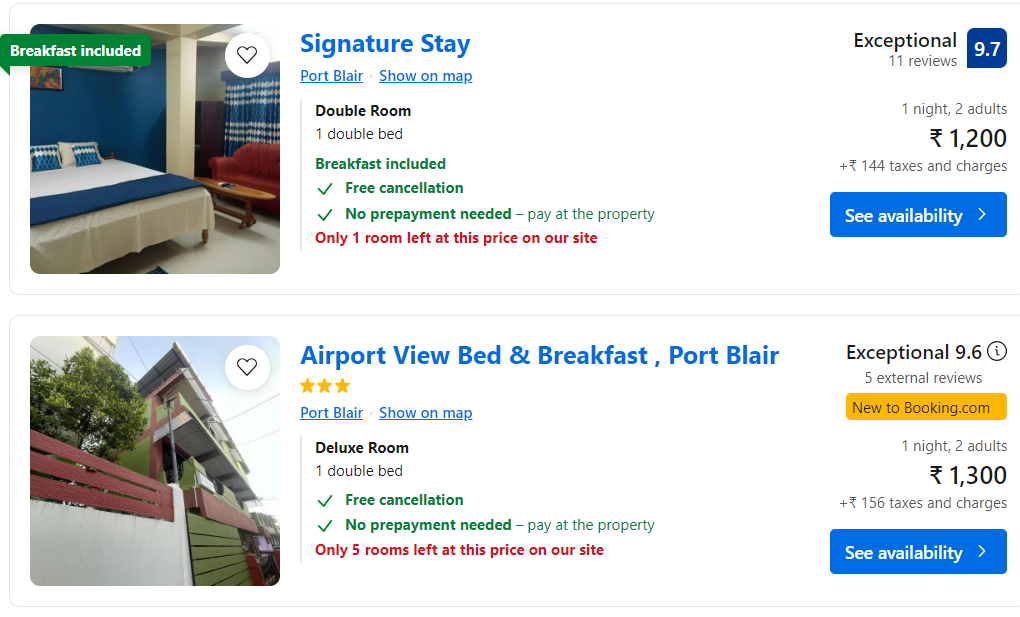 Breakfast included
Signature Stay
Port Blair · Show on map
Double Room
1 double bed
Breakfast included
Free cancellation
No prepayment needed – pay at the property
Only 1 room left at this price on our site
Exceptional
11 reviews
9.7
1 night, 2 adults
₹ 1,200
+₹ 144 taxes and charges
See availability
Airport View Bed & Breakfast , Port Blair
Port Blair · Show on map
Deluxe Room
1 double bed
Free cancellation
No prepayment needed – pay at the property
Only 5 rooms left at this price on our site
Exceptional 9.6
5 external reviews
New to Booking.com
1 night, 2 adults
₹ 1,300
+₹ 156 taxes and charges
See availability